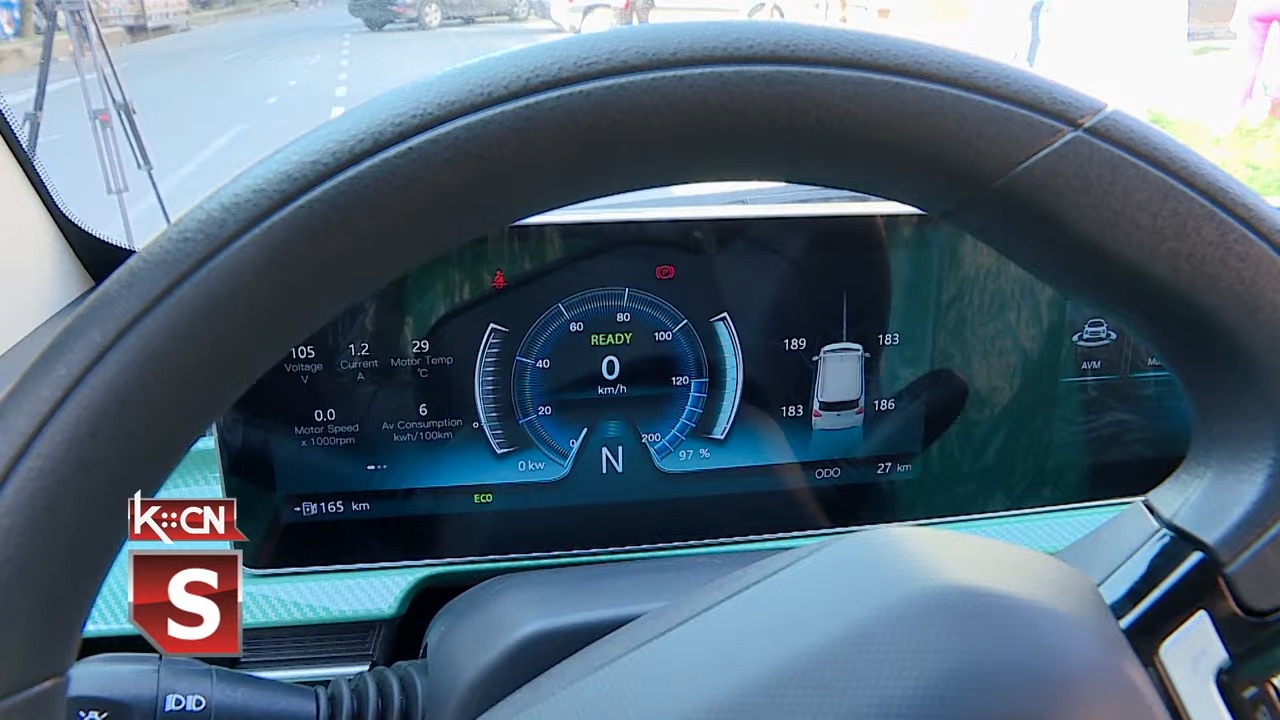 105
Voltage
V
1.2
Current
A
29
Motor Temp
°C
0.0
Motor Speed
x 1000rpm
6
Av Consumption
kwh/100km
0
0 kw
0
20
40
60
80
100
120
200
READY
0
km/h
N
97 %
189
183
183
186
ODO 27 km
AVM
165 km
ECO
K::CN
S